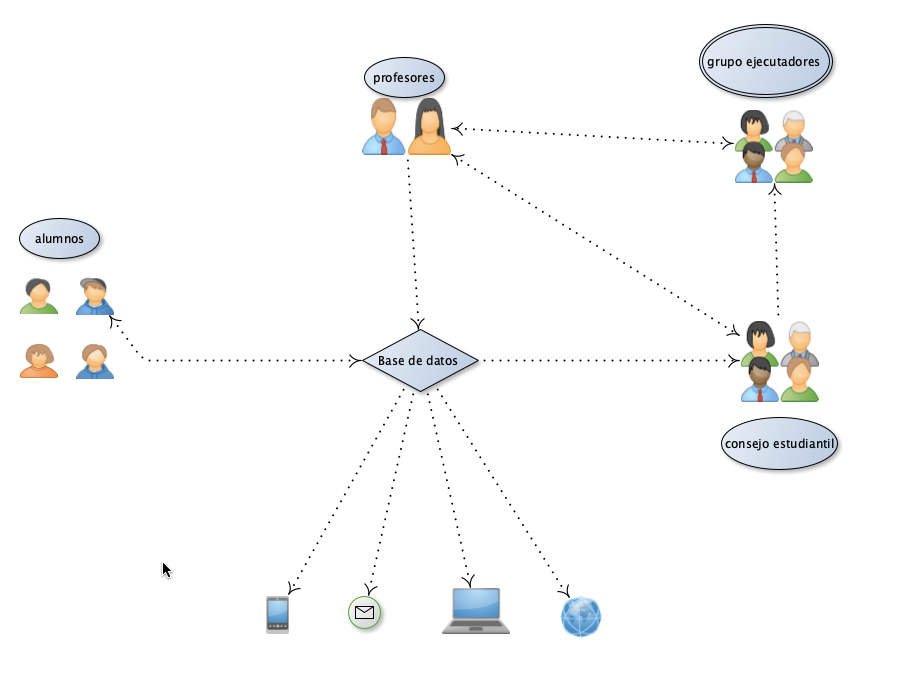 grupo ejecutadores
profesores
alumnos
Base de datos
consejo estudiantil